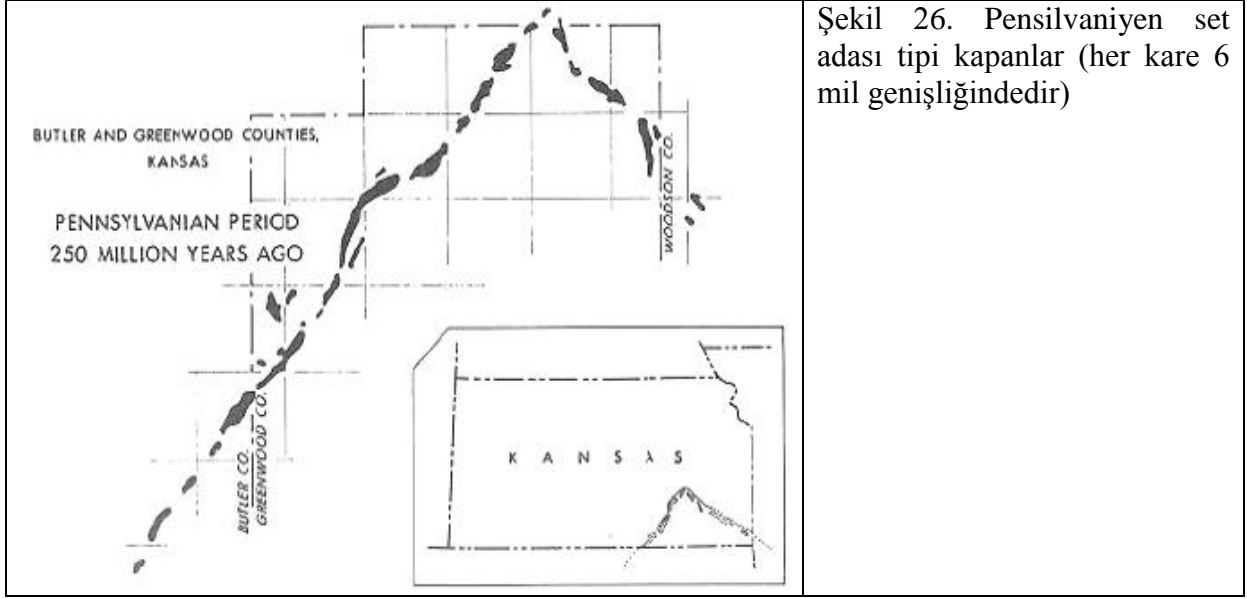 BUTLER AND GREENWOOD COUNTIES,
KANSAS
PENNSYLVANIAN PERIOD
250 MILLION YEARS AGO
WOODSON CO.
BUTLER CO.
GREENWOOD CO.
KANSAS
Şekil 26. Pensilvaniyen set
adası tipi kapanlar (her kare 6
mil genişliğindedir)